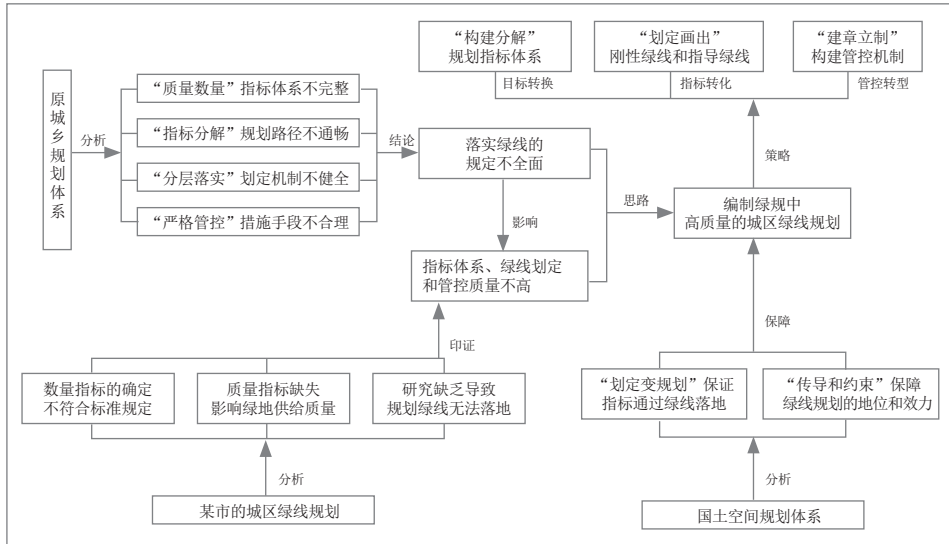 “构建分解”
规划指标体系
“划定画出”
刚性绿线和指导绿线
“建章立制”
构建管控机制
目标转换
指标转化
管控转型
原城乡规划体系
分析
“质量数量”指标体系不完整
“指标分解”规划路径不通畅
“分层落实”划定机制不健全
“严格管控”措施手段不合理
结论
落实绿线的
规定不全面
影响
指标体系、绿线划定
和管控质量不高
思路
策略
编制绿规中
高质量的城区绿线规划
保障
印证
数量指标的确定
不符合标准规定
质量指标缺失
影响绿地供给质量
研究缺乏导致
规划绿线无法落地
分析
某市的城区绿线规划
“划定变规划”保证
指标通过绿线落地
“传导和约束”保障
绿线规划的地位和效力
分析
国土空间规划体系